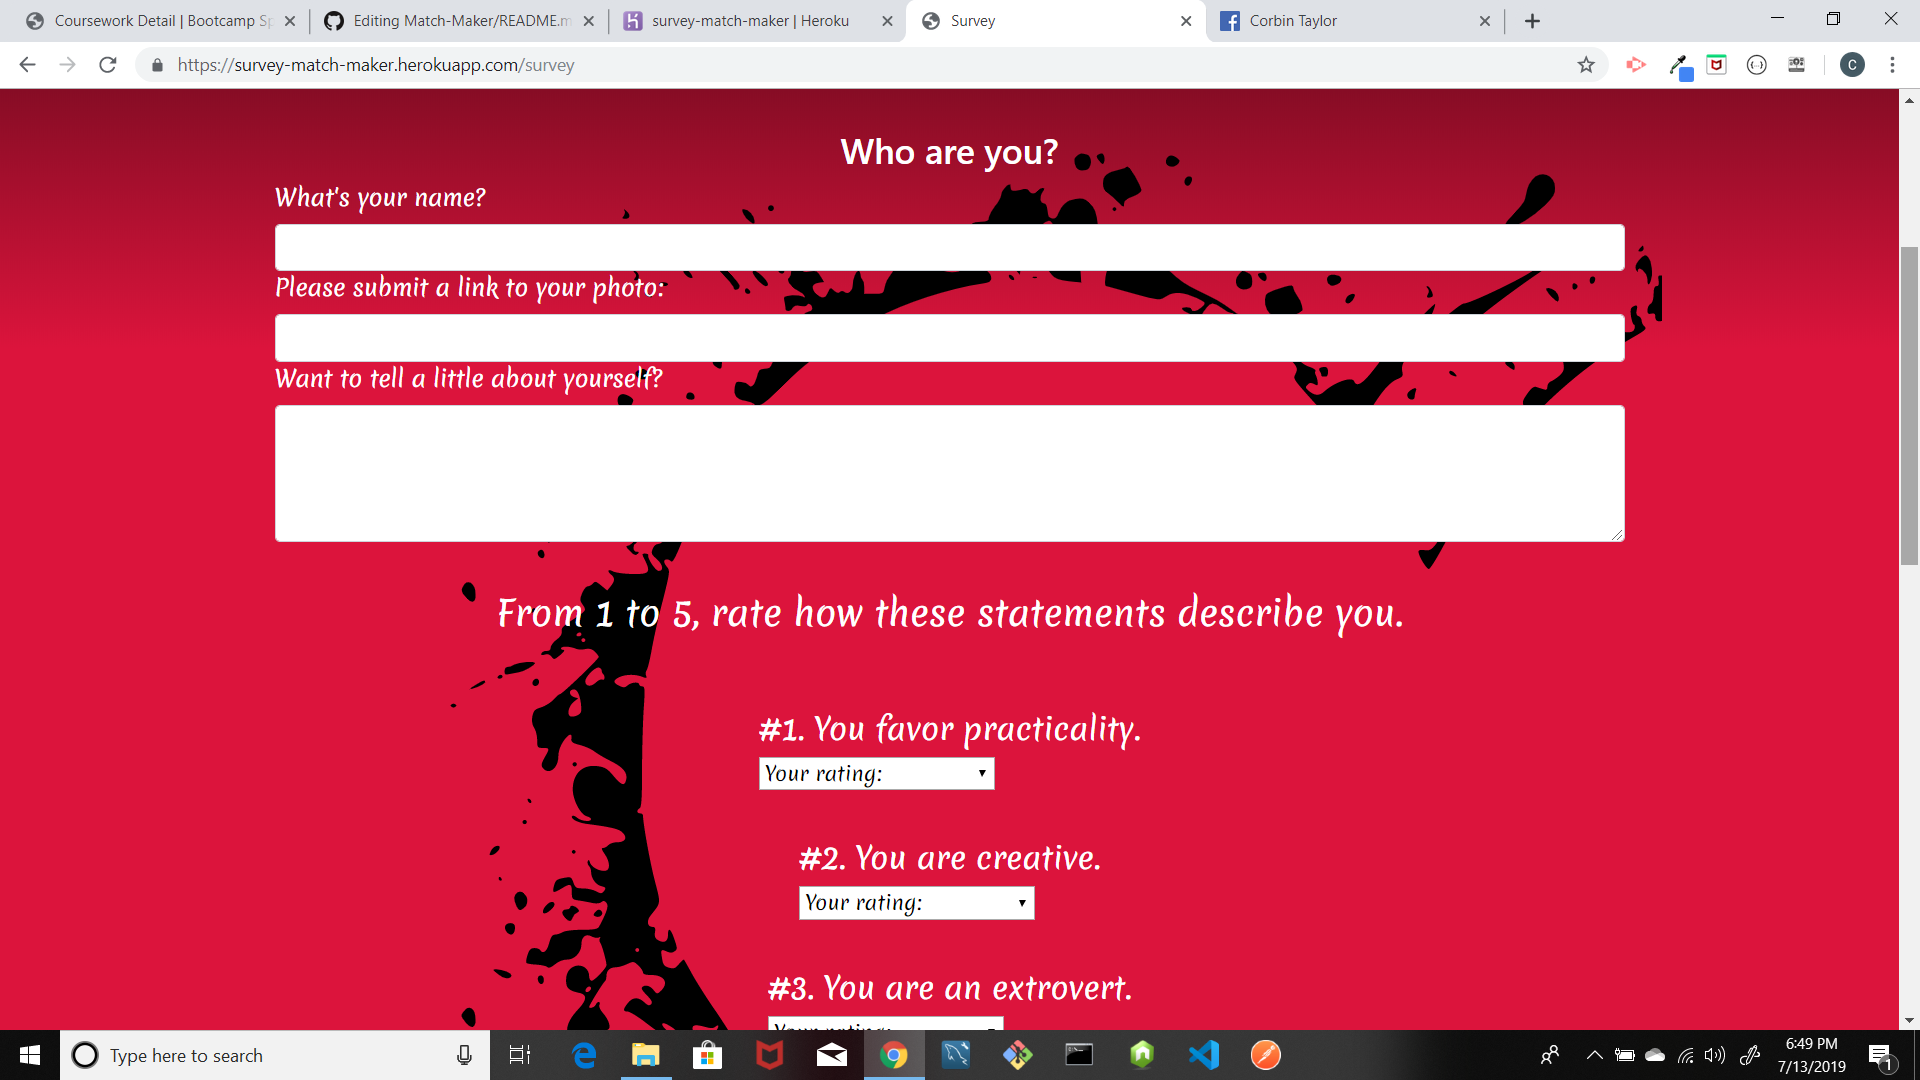 Coursework Detail | Bootcamp Sp
Editing Match-Maker/README.m
survey-match-maker | Heroku
Survey
Corbin Taylor
https://survey-match-maker.herokuapp.com/survey
C
Who are you?
What's your name?
Please submit a link to your photo:
Want to tell a little about yourself?
From 1 to 5, rate how these statements describe you.
#1. You favor practicality.
Your rating:
#2. You are creative.
Your rating:
#3. You are an extrovert.
Your rating:
Type here to search
6:49 PM
7/13/2019
1